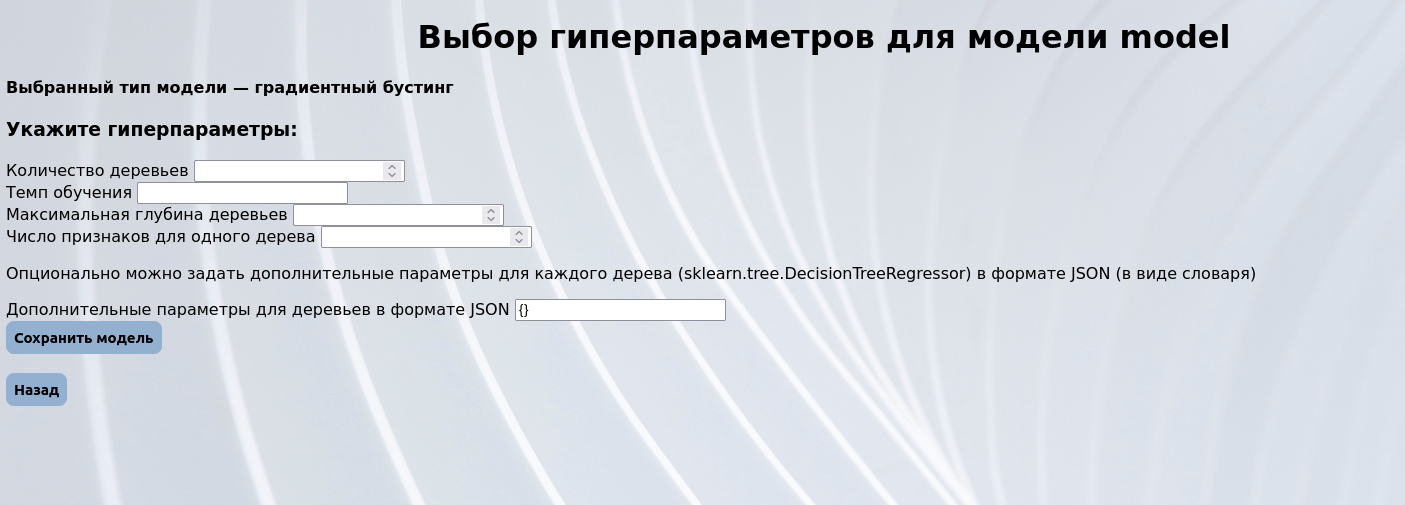 Выбор гиперпараметров для модели model
Выбранный тип модели — градиентный бустинг
Укажите гиперпараметры:
Количество деревьев
Темп обучения
Максимальная глубина деревьев
Число признаков для одного дерева
Опционально можно задать дополнительные параметры для каждого дерева (sklearn.tree.DecisionTreeRegressor) в формате JSON (в виде словаря)
Дополнительные параметры для деревьев в формате JSON {}
Сохранить модель
Назад